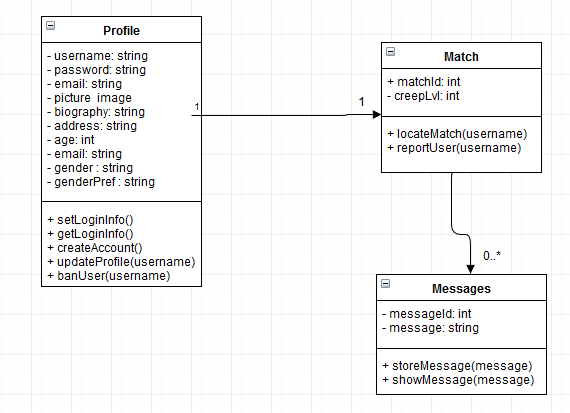 Profile
- username: string
- password: string
- email: string
- picture image
- biography: string
- address: string
- age: int
- email: string
- gender : string
- genderPref : string
+ setLoginInfo()
+ getLoginInfo()
+ createAccount()
+ updateProfile(username)
+ banUser(username)
1
1
Match
+ matchId: int
- creepLvl: int
+ locateMatch(username)
+ reportUser(username)
0..*
Messages
- messageId: int
- message: string
+ storeMessage(message)
+ showMessage(message)